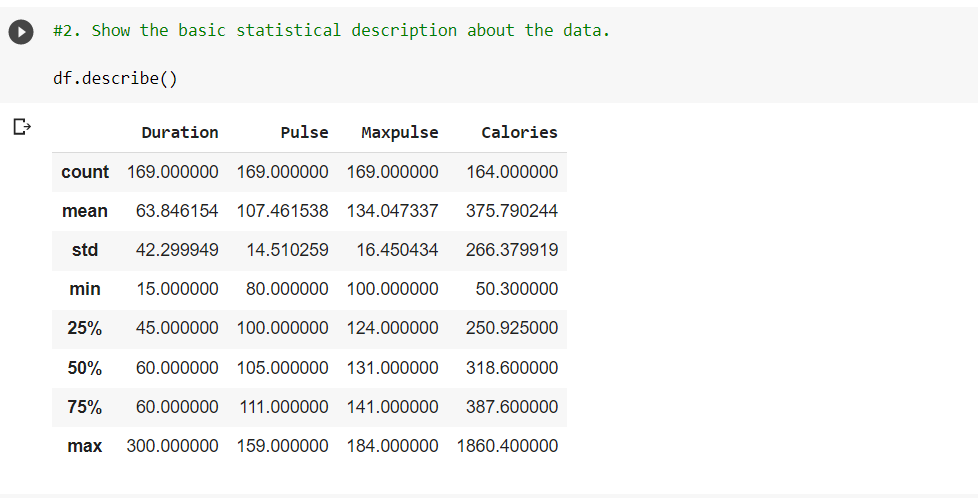 #2. Show the basic statistical description about the data.
df.describe()
Duration Pulse Maxpulse Calories
count 169.000000 169.000000 169.000000 164.000000
mean 63.846154 107.461538 134.047337 375.790244
std 42.299949 14.510259 16.450434 266.379919
min 15.000000 80.000000 100.000000 50.300000
25% 45.000000 100.000000 124.000000 250.925000
50% 60.000000 105.000000 131.000000 318.600000
75% 60.000000 111.000000 141.000000 387.600000
max 300.000000 159.000000 184.000000 1860.400000